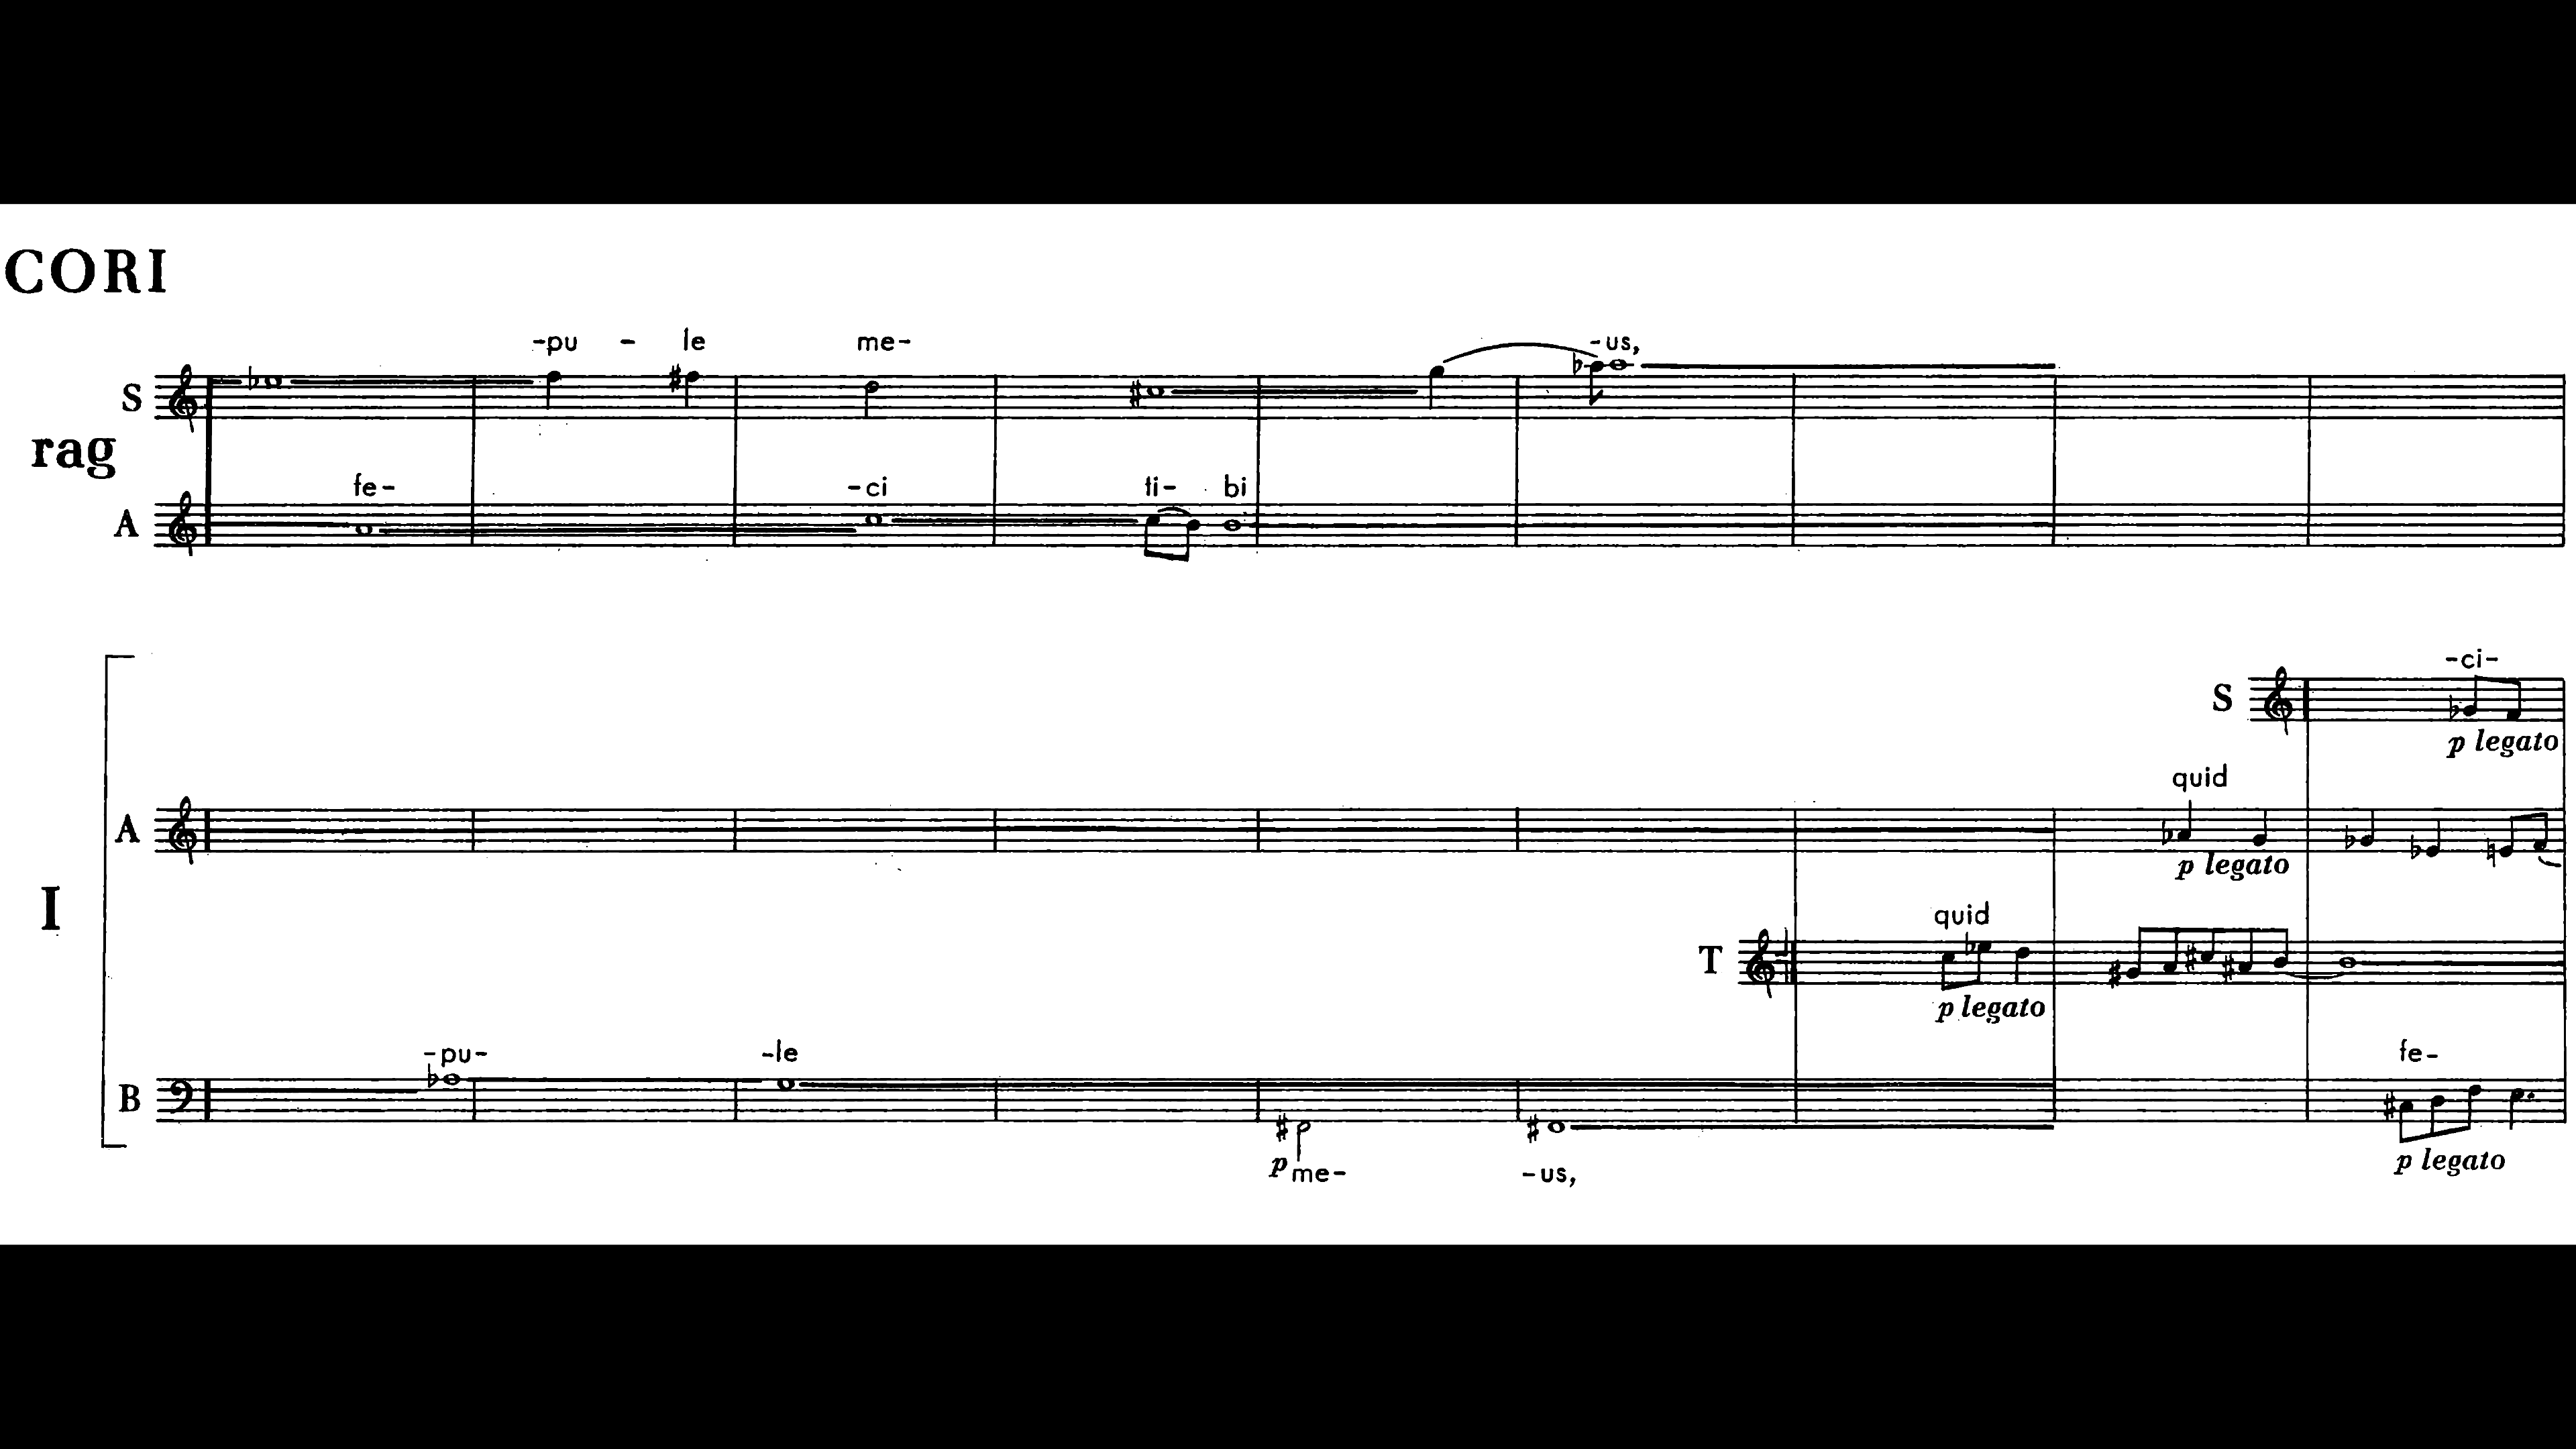 CORI
-pu - le me- -us,
S
rag
fe- -ci ti- bi
A
-ci-
S
p legato
quid
A
p legato
I
quid
T
p legato
-pu- -le fe-
B
p me- -us, p legato